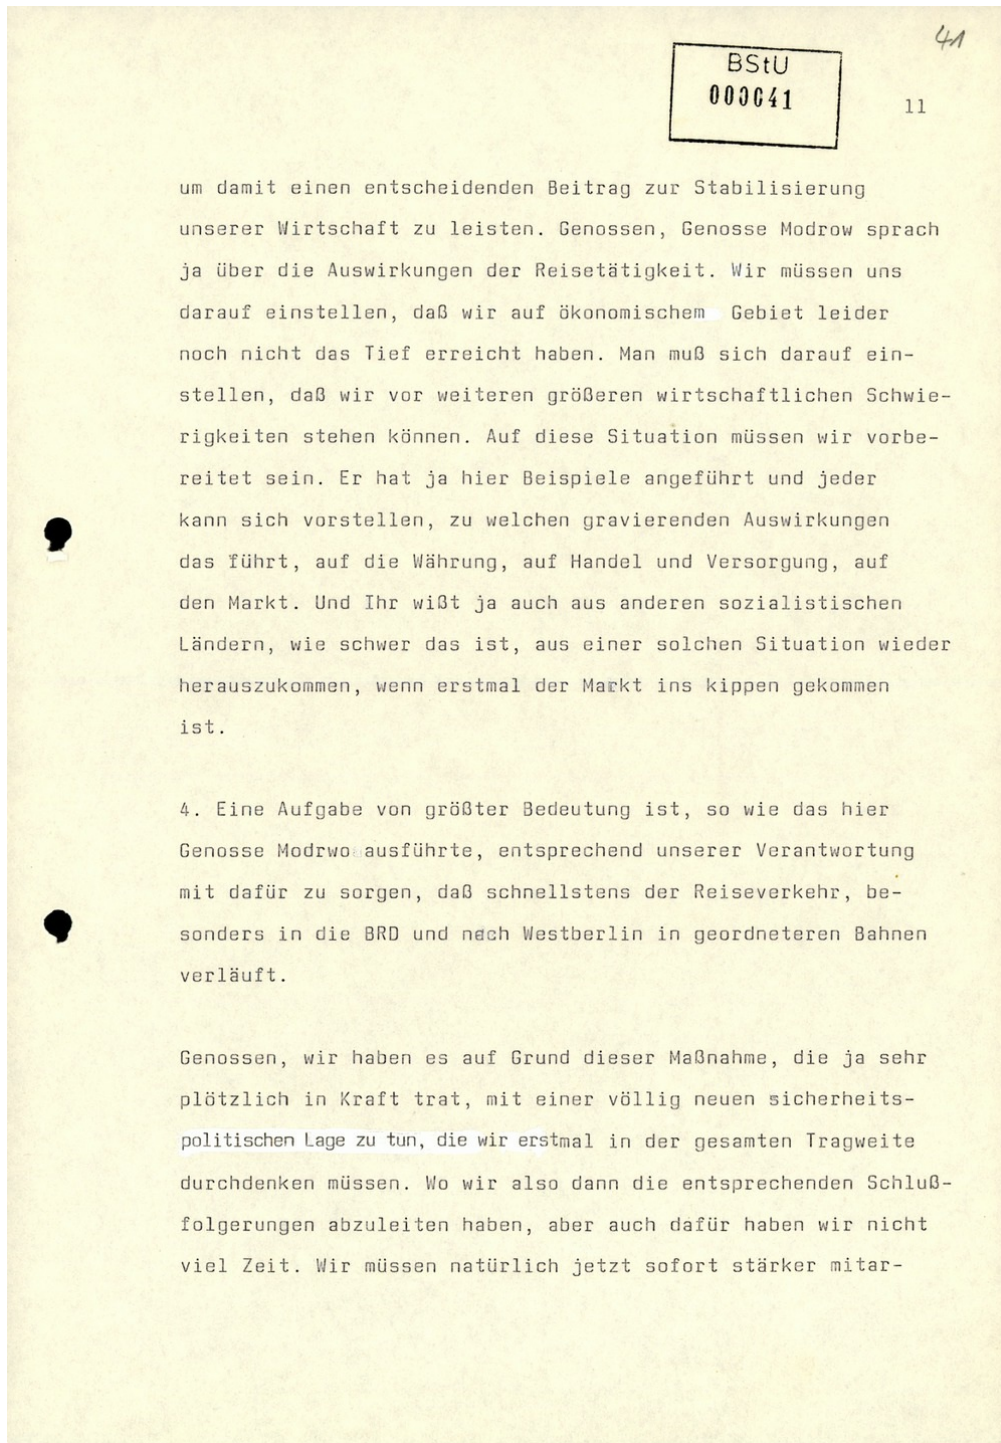 41
BStU
000041
11
um damit einen entscheidenden Beitrag zur Stabilisierung
unserer Wirtschaft zu leisten. Genossen, Genosse Modrow sprach
ja über die Auswirkungen der Reisetätigkeit. Wir müssen uns
darauf einstellen, daß wir auf ökonomischem Gebiet leider
noch nicht das Tief erreicht haben. Man muß sich darauf ein-
stellen, daß wir vor weiteren größeren wirtschaftlichen Schwie-
rigkeiten stehen können. Auf diese Situation müssen wir vorbe-
reitet sein. Er hat ja hier Beispiele angeführt und jeder
kann sich vorstellen, zu welchen gravierenden Auswirkungen
das führt, auf die Währung, auf Handel und Versorgung, auf
den Markt. Und Ihr wißt ja auch aus anderen sozialistischen
Ländern, wie schwer das ist, aus einer solchen Situation wieder
herauszukommen, wenn erstmal der Markt ins kippen gekommen
ist.
4. Eine Aufgabe von größter Bedeutung ist, so wie das hier
Genosse Modrwo ausführte, entsprechend unserer Verantwortung
mit dafür zu sorgen, daß schnellstens der Reiseverkehr, be-
sonders in die BRD und nach Westberlin in geordneteren Bahnen
verläuft.
Genossen, wir haben es auf Grund dieser Maßnahme, die ja sehr
plötzlich in Kraft trat, mit einer völlig neuen sicherheits-
politischen Lage zu tun, die wir erstmal in der gesamten Tragweite
durchdenken müssen. Wo wir also dann die entsprechenden Schluß-
folgerungen abzuleiten haben, aber auch dafür haben wir nicht
viel Zeit. Wir müssen natürlich jetzt sofort stärker mitar-